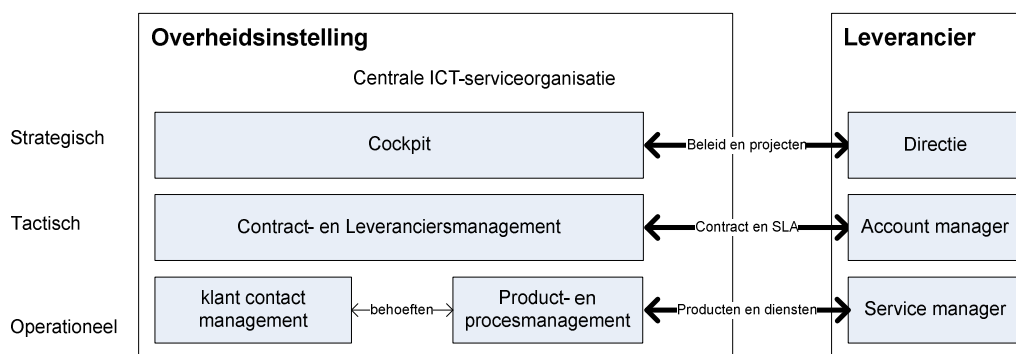 Overheidsinstelling
Leverancier
Centrale ICT-serviceorganisatie
Strategisch
Cockpit
Beleid en projecten
Directie
Tactisch
Contract- en Leveranciersmanagement
Contract en SLA
Account manager
Operationeel
klant contact
management
behoeften
Product- en
procesmanagement
Producten en diensten
Service manager